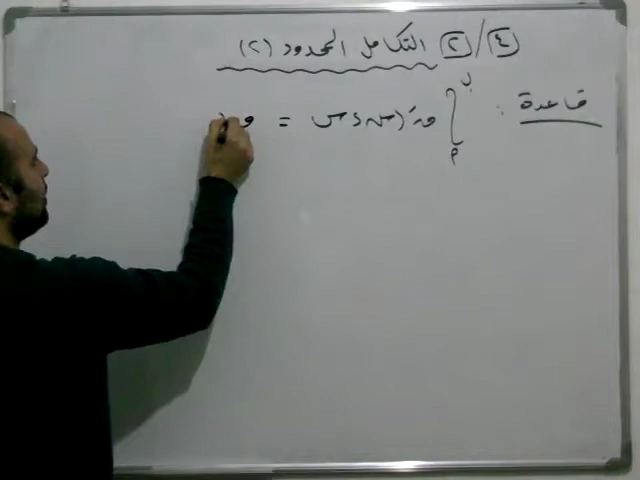 ٤/٢ التكامل المحدود (٢)
قاعدة : ∫ ب م ق´(س) دس = ق(